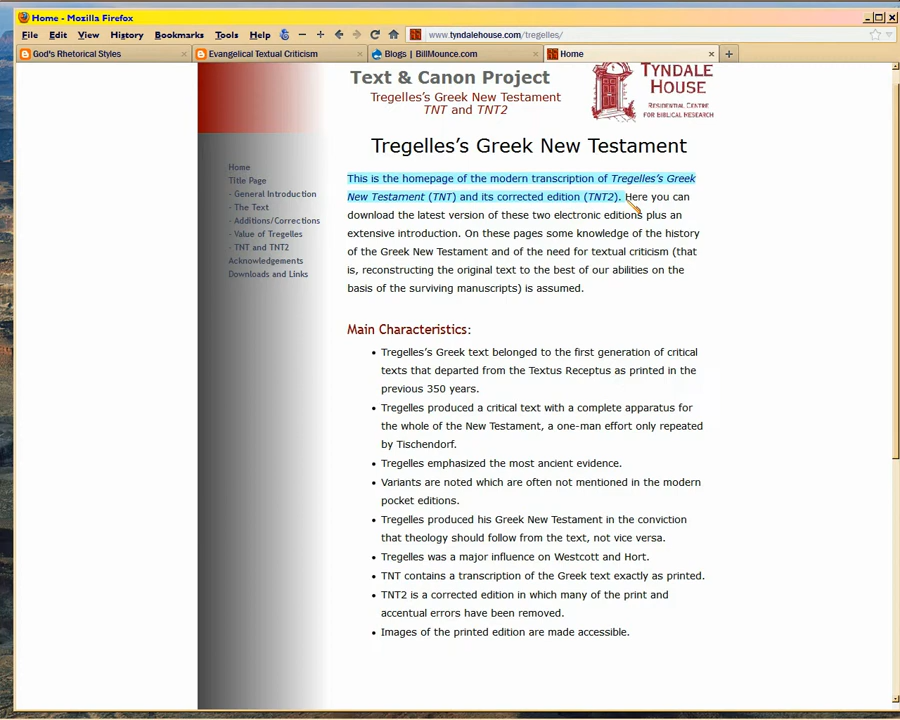 Home - Mozilla Firefox
File Edit View History Bookmarks Tools Help www.tyndalehouse.com/tregelles/
God's Rhetorical Styles Evangelical Textual Criticism Blogs | BillMounce.com Home
Text & Canon Project
Tregelles's Greek New Testament
TNT and TNT2
TYNDALE
HOUSE
RESIDENTIAL CENTRE
FOR BIBLICAL RESEARCH
Tregelles's Greek New Testament
Home
Title Page
- General Introduction
- The Text
- Additions/Corrections
- Value of Tregelles
- TNT and TNT2
Acknowledgements
Downloads and Links
This is the homepage of the modern transcription of Tregelles's Greek
New Testament (TNT) and its corrected edition (TNT2). Here you can
download the latest version of these two electronic editions plus an
extensive introduction. On these pages some knowledge of the history
of the Greek New Testament and of the need for textual criticism (that
is, reconstructing the original text to the best of our abilities on the
basis of the surviving manuscripts) is assumed.
Main Characteristics:
• Tregelles's Greek text belonged to the first generation of critical
texts that departed from the Textus Receptus as printed in the
previous 350 years.
• Tregelles produced a critical text with a complete apparatus for
the whole of the New Testament, a one-man effort only repeated
by Tischendorf.
• Tregelles emphasized the most ancient evidence.
• Variants are noted which are often not mentioned in the modern
pocket editions.
• Tregelles produced his Greek New Testament in the conviction
that theology should follow from the text, not vice versa.
• Tregelles was a major influence on Westcott and Hort.
• TNT contains a transcription of the Greek text exactly as printed.
• TNT2 is a corrected edition in which many of the print and
accentual errors have been removed.
• Images of the printed edition are made accessible.